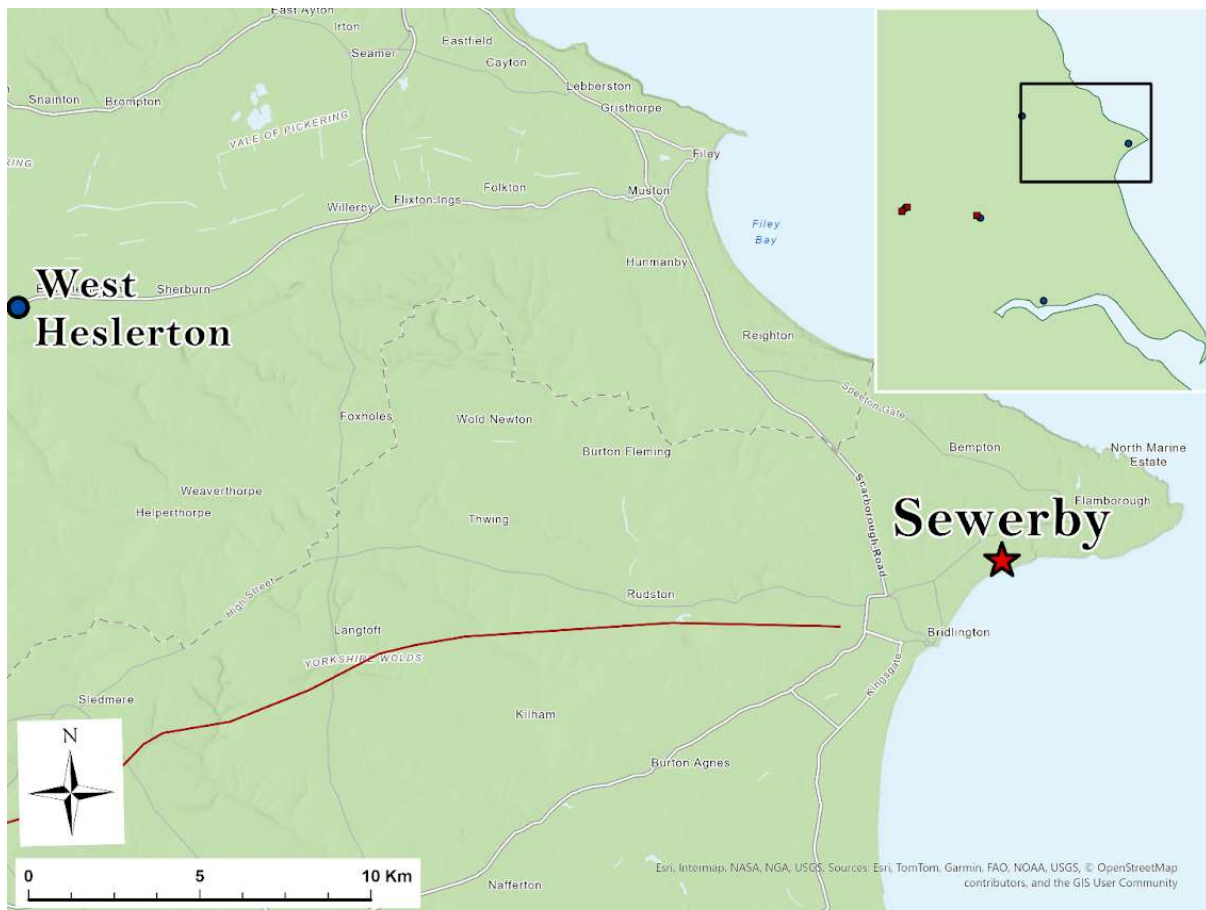 East Ayton
Irton
Seamer
Eastfield
Cayton
Lebberston
Gristhorpe
Snainton
Brompton
VALE OF PICKERING
RING
Filey
Folkton
Muston
Willerby
Flixton-Ings
Filey
Bay
Hunmanby
West
Heslerton
Sherburn
Reighton
Speeton-Gate
Foxholes
Wold Newton
Burton Fleming
Bempton
North Marine
Estate
Weaverthorpe
Helperthorpe
Thwing
Scarborough-Road
Flamborough
Sewerby
High Street
Rudston
Langtoft
Bridlington
YORKSHIRE WOLDS
Kingsgate
Sledmere
Kilham
N
Burton Agnes
0 5 10 Km
Nafferton
Esri, Intermap, NASA, NGA, USGS, Sources: Esri, TomTom, Garmin, FAO, NOAA, USGS, © OpenStreetMap
contributors, and the GIS User Community